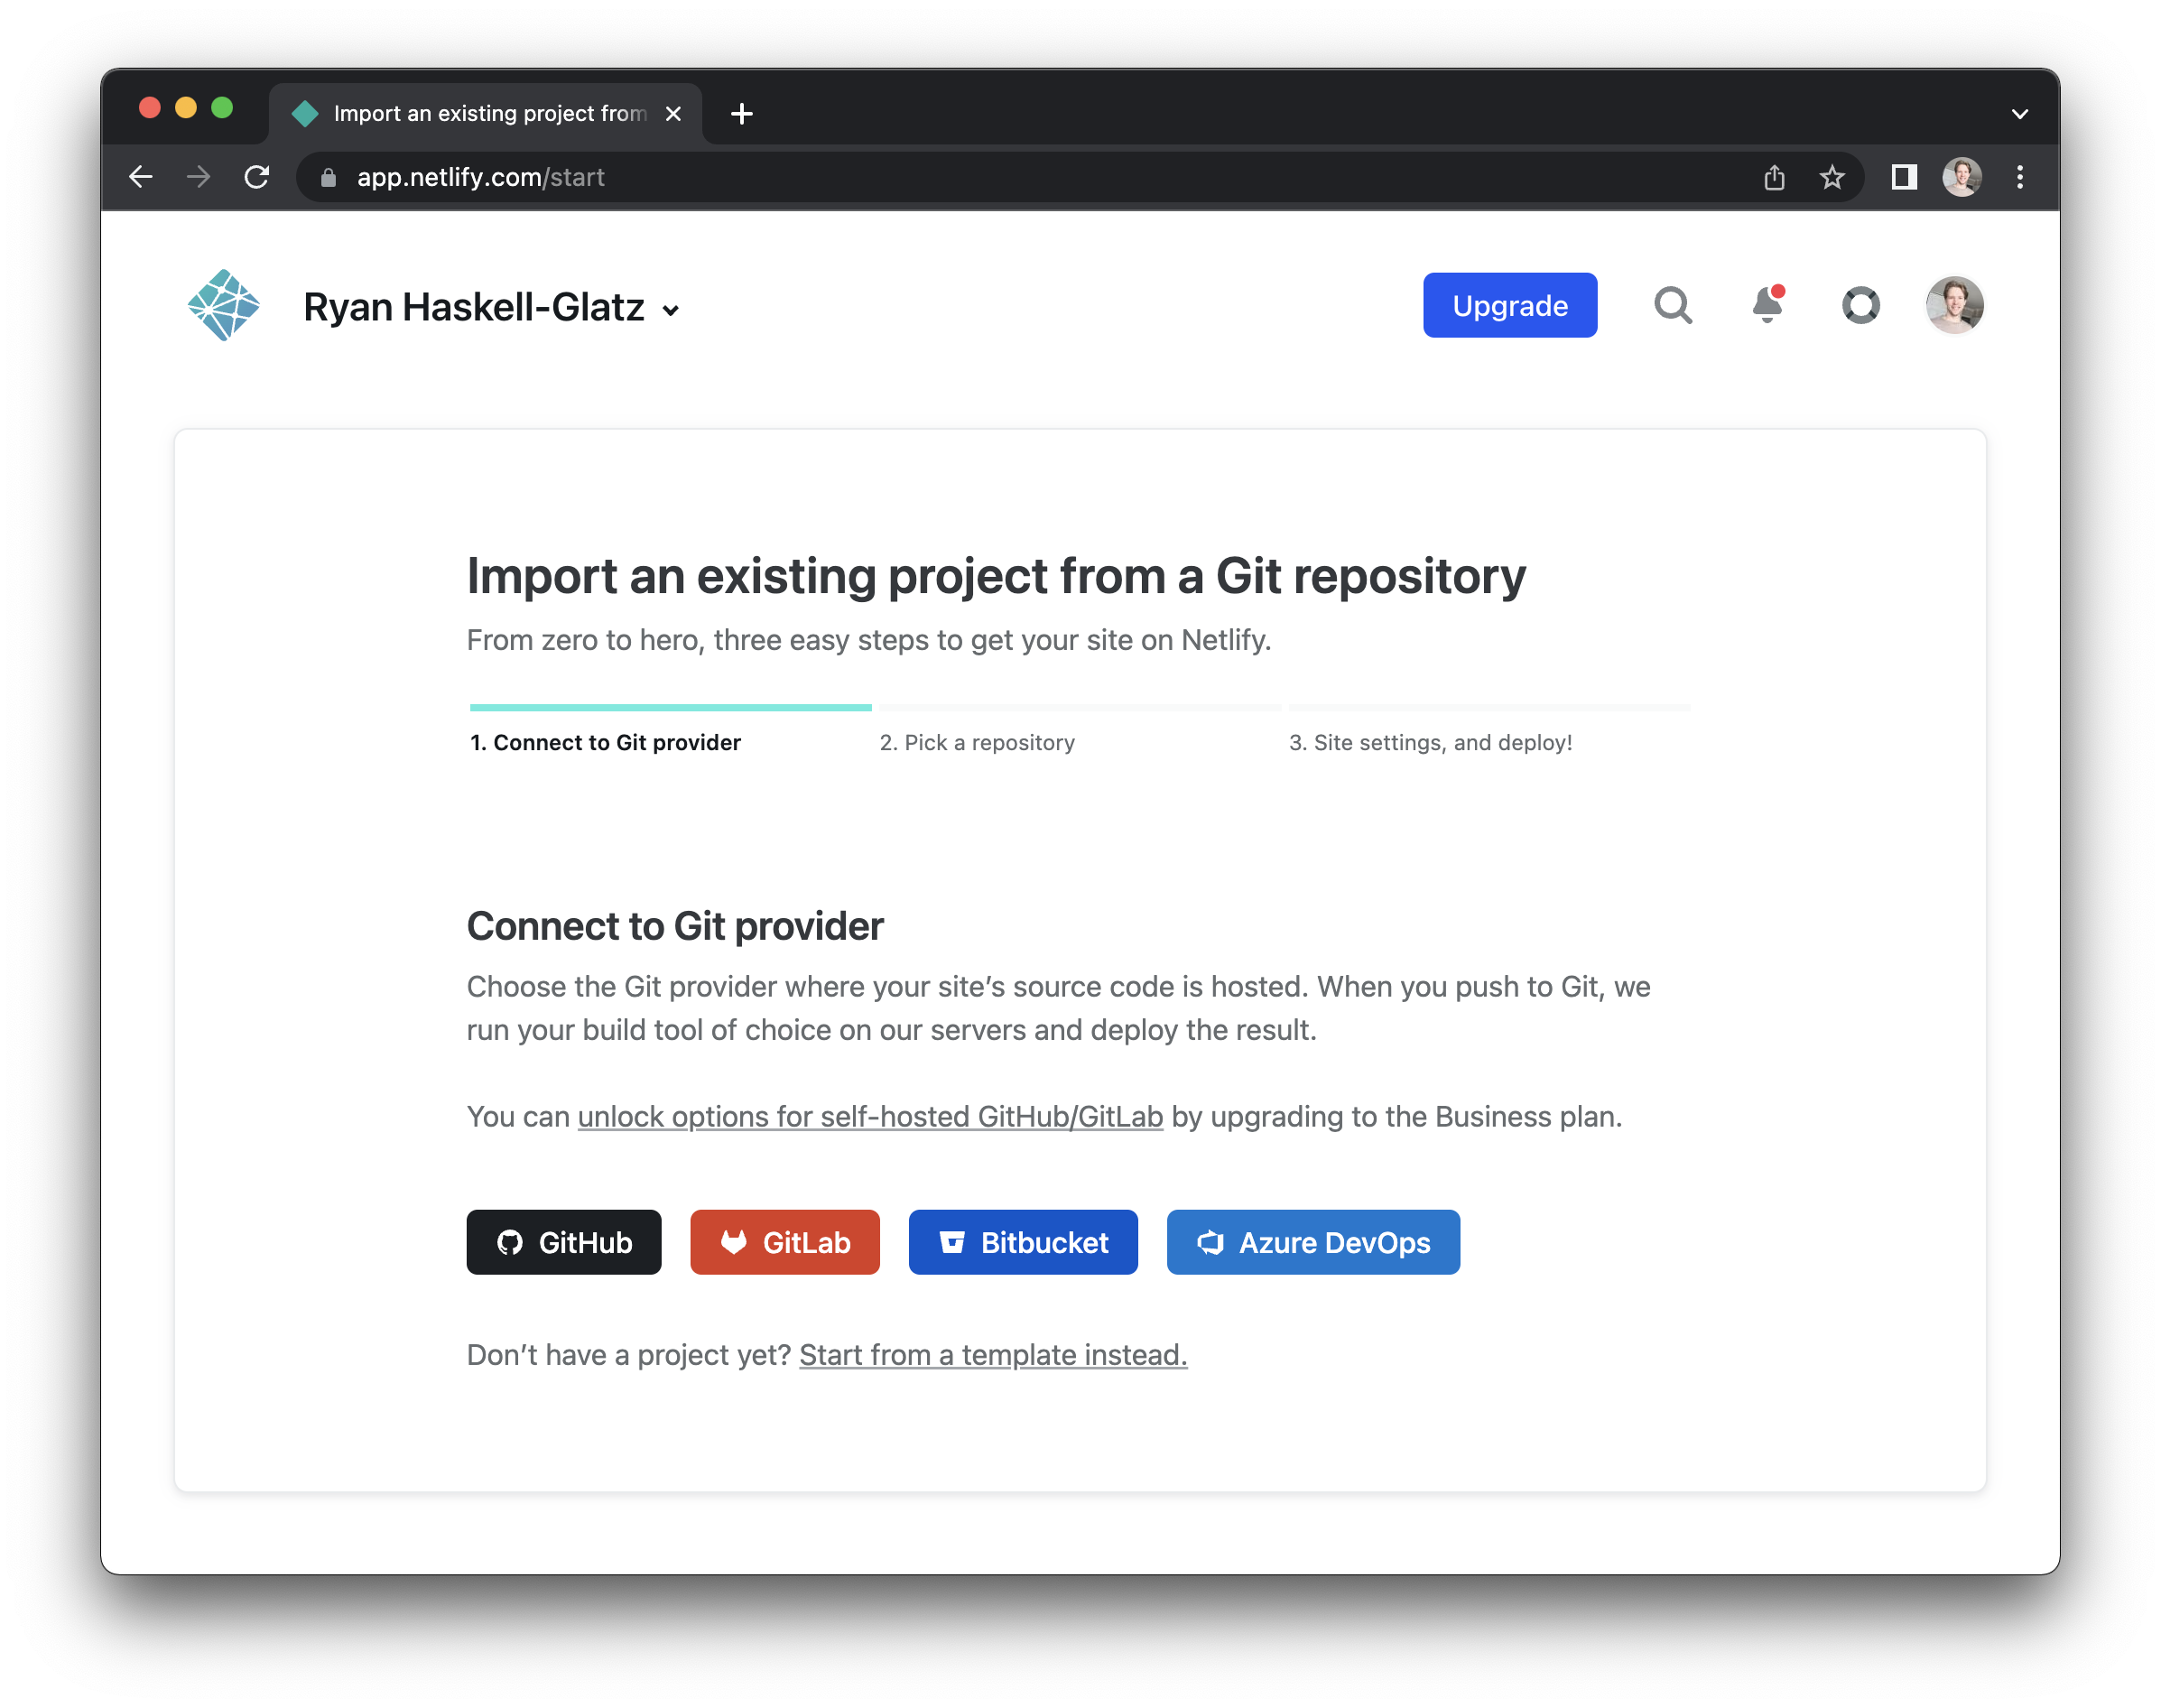 Import an existing project from
app.netlify.com/start
Ryan Haskell-Glatz
Upgrade
Import an existing project from a Git repository
From zero to hero, three easy steps to get your site on Netlify.
1. Connect to Git provider
2. Pick a repository
3. Site settings, and deploy!
Connect to Git provider
Choose the Git provider where your site’s source code is hosted. When you push to Git, we
run your build tool of choice on our servers and deploy the result.
You can unlock options for self-hosted GitHub/GitLab by upgrading to the Business plan.
GitHub
GitLab
Bitbucket
Azure DevOps
Don’t have a project yet? Start from a template instead.